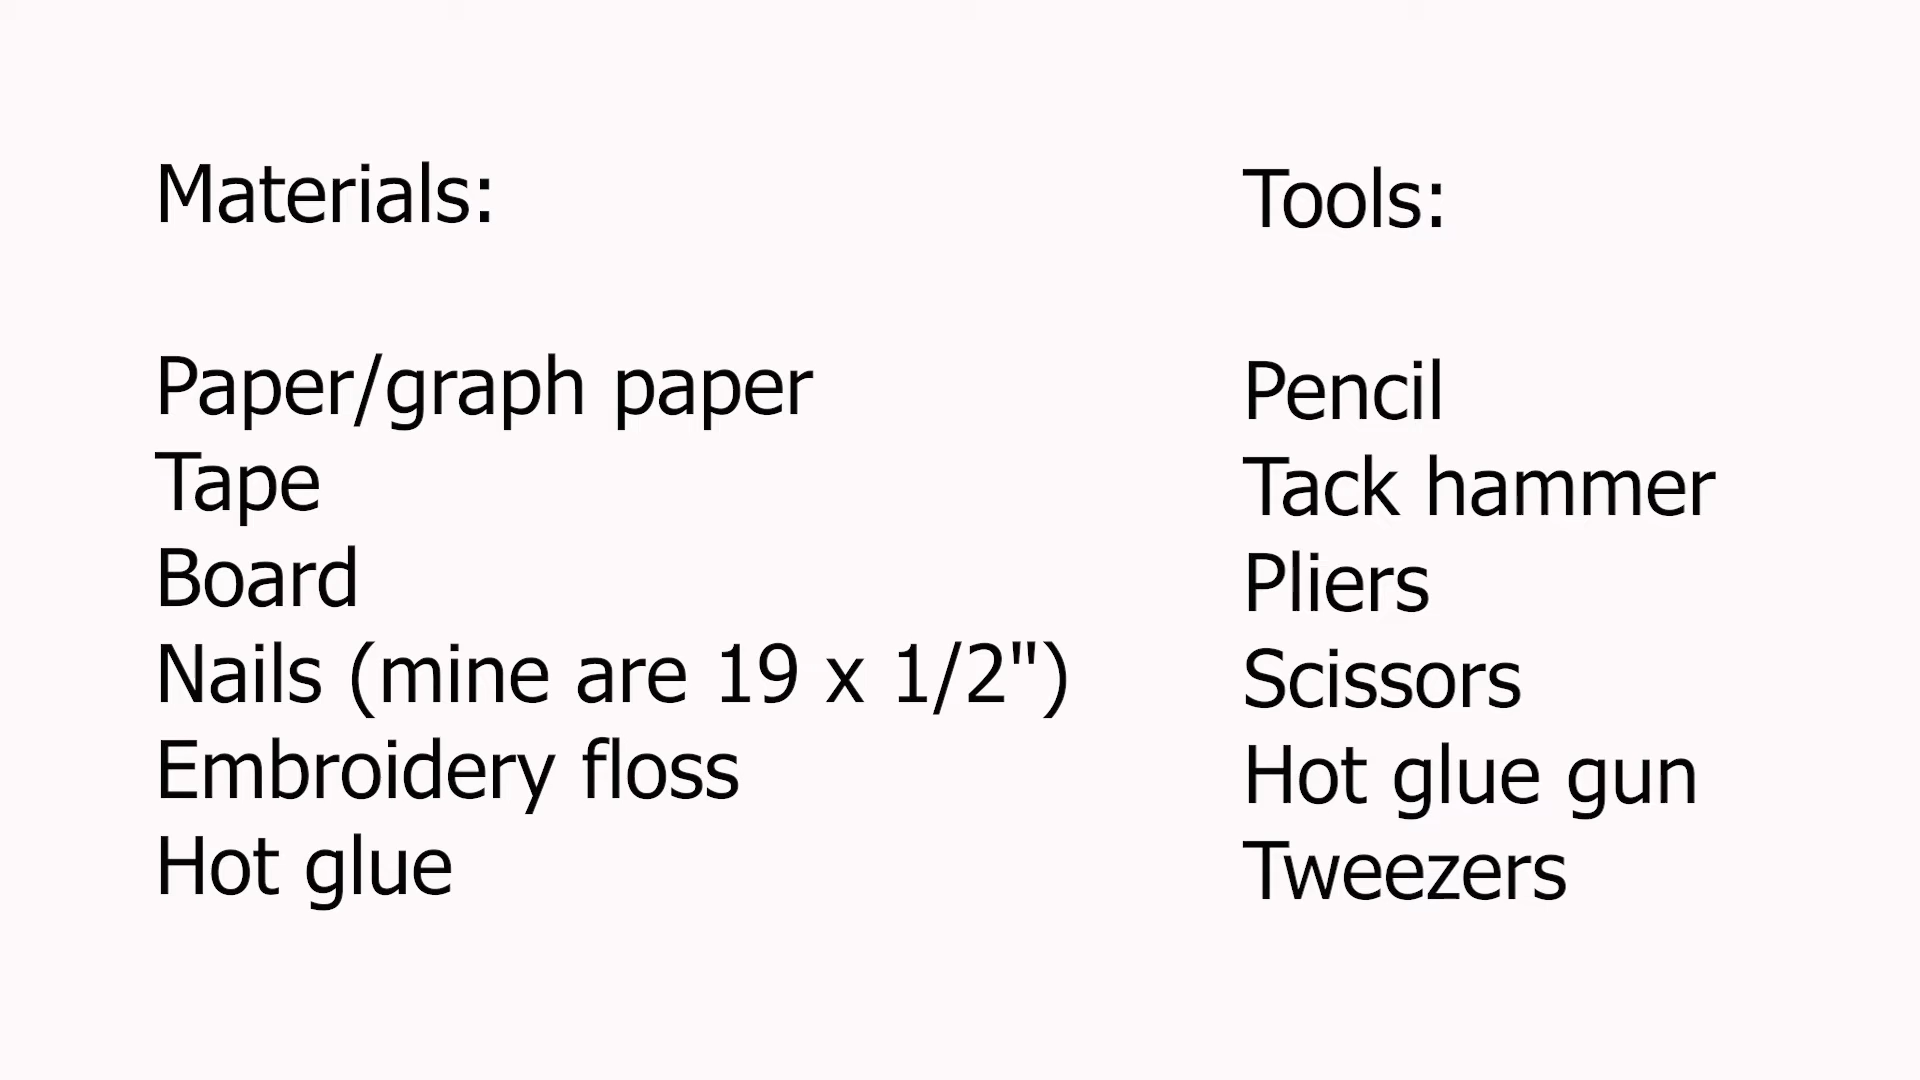 Materials:
Paper/graph paper
Tape
Board
Nails (mine are 19 x 1/2")
Embroidery floss
Hot glue
Tools:
Pencil
Tack hammer
Pliers
Scissors
Hot glue gun
Tweezers